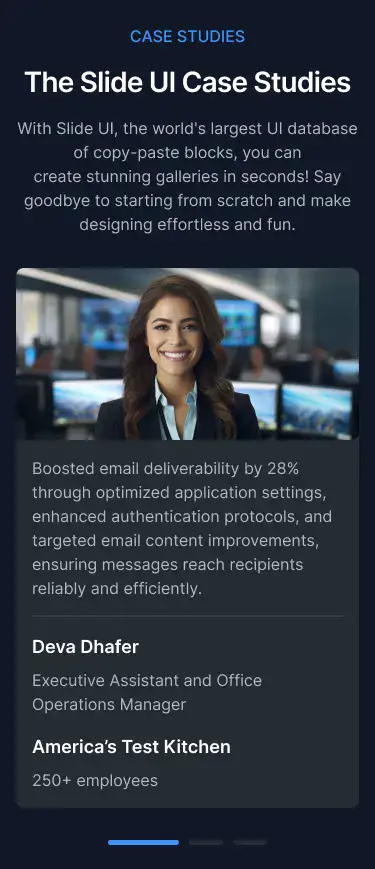 CASE STUDIES
The Slide UI Case Studies
With Slide UI, the world's largest UI database
of copy-paste blocks, you can
create stunning galleries in seconds! Say
goodbye to starting from scratch and make
designing effortless and fun.
Boosted email deliverability by 28%
through optimized application settings,
enhanced authentication protocols, and
targeted email content improvements,
ensuring messages reach recipients
reliably and efficiently.
Deva Dhafer
Executive Assistant and Office
Operations Manager
America’s Test Kitchen
250+ employees